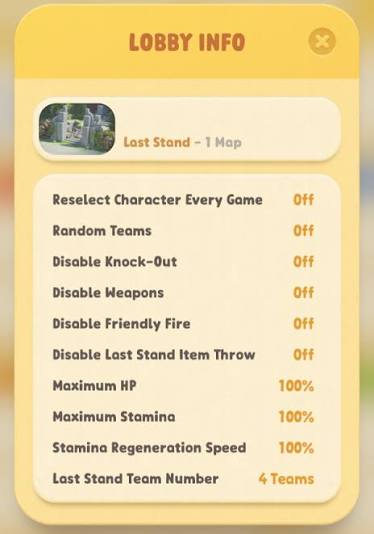 LOBBY INFO
Last Stand - 1 Map
Reselect Character Every Game Off
Random Teams Off
Disable Knock-Out Off
Disable Weapons Off
Disable Friendly Fire Off
Disable Last Stand Item Throw Off
Maximum HP 100%
Maximum Stamina 100%
Stamina Regeneration Speed 100%
Last Stand Team Number 4 Teams